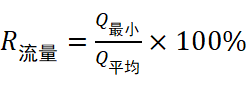 R流量 = Q最小 / Q平均 × 100%